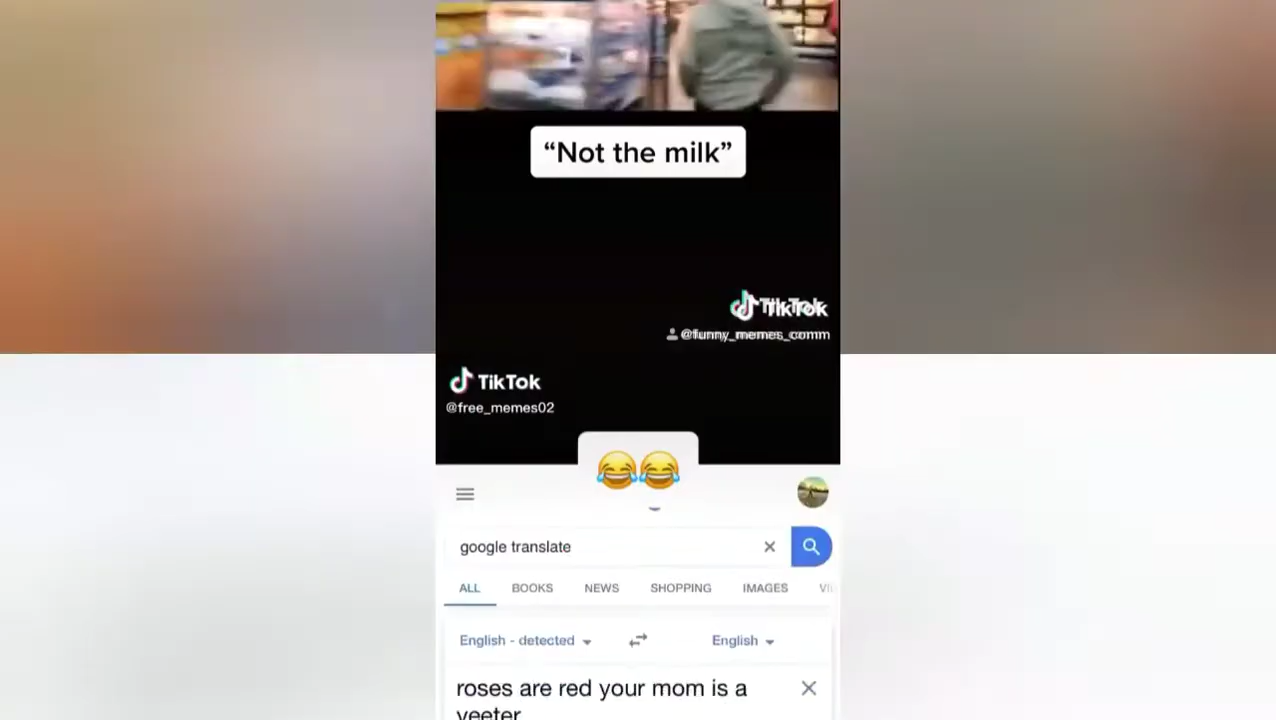 “Not the milk”
TikTok
@funny_memes_comm
TikTok
@free_memes02
google translate
ALL BOOKS NEWS SHOPPING IMAGES
English - detected English
roses are red your mom is a
yeeter